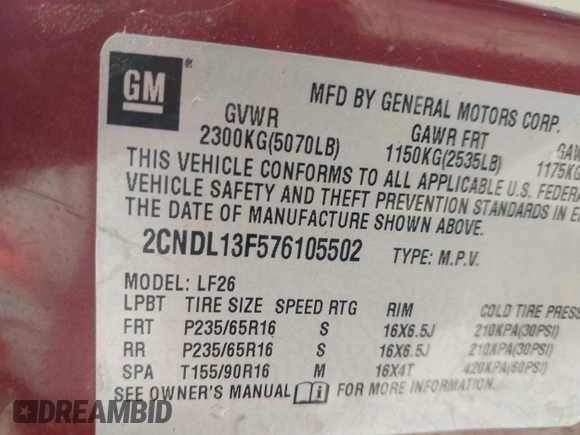 GM ®
MFD BY GENERAL MOTORS CORP.
GVWR GAWR FRT
2300KG(5070LB) 1150KG(2535LB) 1175KG
THIS VEHICLE CONFORMS TO ALL APPLICABLE U.S. FEDERA
VEHICLE SAFETY AND THEFT PREVENTION STANDARDS IN E
THE DATE OF MANUFACTURE SHOWN ABOVE.
2CNDL13F576105502 TYPE: M.P.V.
MODEL: LF26
LPBT TIRE SIZE SPEED RTG RIM COLD TIRE PRESS
FRT P235/65R16 S 16X6.5J 210KPA(30PSI)
RR P235/65R16 S 16X6.5J 210KPA(30PSI)
SPA T155/90R16 M 16X4T 420KPA(60PSI)
SEE OWNER'S MANUAL i FOR MORE INFORMATION.
DREAMBID